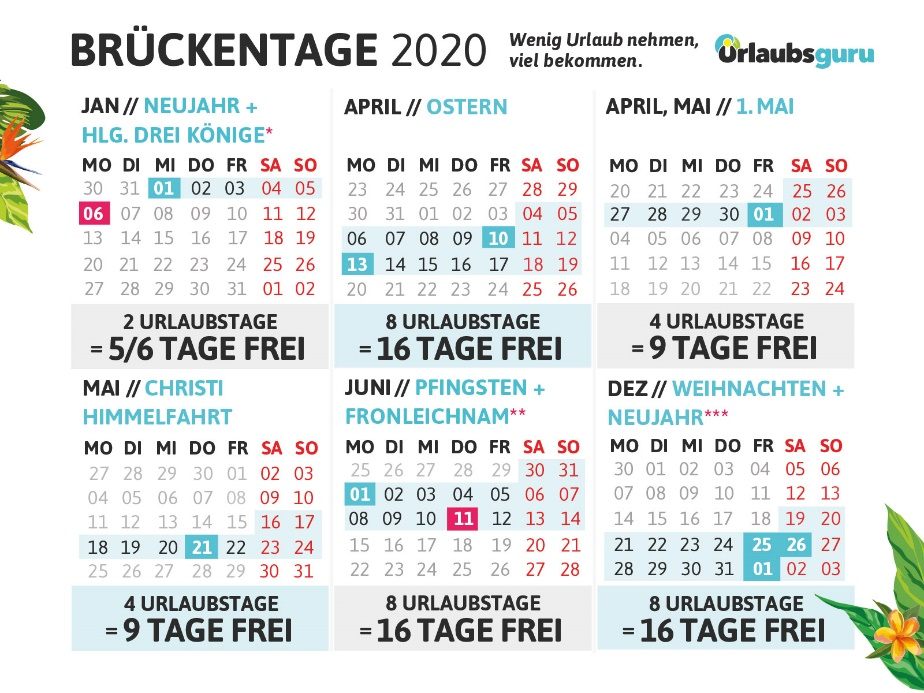 BRÜCKENTAGE 2020
Wenig Urlaub nehmen,
viel bekommen.
Urlaubsguru
JAN // NEUJAHR +
HLG. DREI KÖNIGE*
MO DI MI DO FR SA SO
30 31 01 02 03 04 05
06 07 08 09 10 11 12
13 14 15 16 17 18 19
20 21 22 23 24 25 26
27 28 29 30 31 01 02
2 URLAUBSTAGE
= 5/6 TAGE FREI
APRIL // OSTERN
MO DI MI DO FR SA SO
23 24 25 26 27 28 29
30 31 01 02 03 04 05
06 07 08 09 10 11 12
13 14 15 16 17 18 19
20 21 22 23 24 25 26
8 URLAUBSTAGE
= 16 TAGE FREI
APRIL, MAI // 1. MAI
MO DI MI DO FR SA SO
20 21 22 23 24 25 26
27 28 29 30 01 02 03
04 05 06 07 08 09 10
11 12 13 14 15 16 17
18 19 20 21 22 23 24
4 URLAUBSTAGE
= 9 TAGE FREI
MAI // CHRISTI
HIMMELFAHRT
MO DI MI DO FR SA SO
27 28 29 30 01 02 03
04 05 06 07 08 09 10
11 12 13 14 15 16 17
18 19 20 21 22 23 24
25 26 27 28 29 30 31
4 URLAUBSTAGE
= 9 TAGE FREI
JUNI // PFINGSTEN +
FRONLEICHNAM**
MO DI MI DO FR SA SO
25 26 27 28 29 30 31
01 02 03 04 05 06 07
08 09 10 11 12 13 14
15 16 17 18 19 20 21
22 23 24 25 26 27 28
8 URLAUBSTAGE
= 16 TAGE FREI
DEZ // WEIHNACHTEN +
NEUJAHR***
MO DI MI DO FR SA SO
30 01 02 03 04 05 06
07 08 09 10 11 12 13
14 15 16 17 18 19 20
21 22 23 24 25 26 27
28 29 30 31 01 02 03
8 URLAUBSTAGE
= 16 TAGE FREI